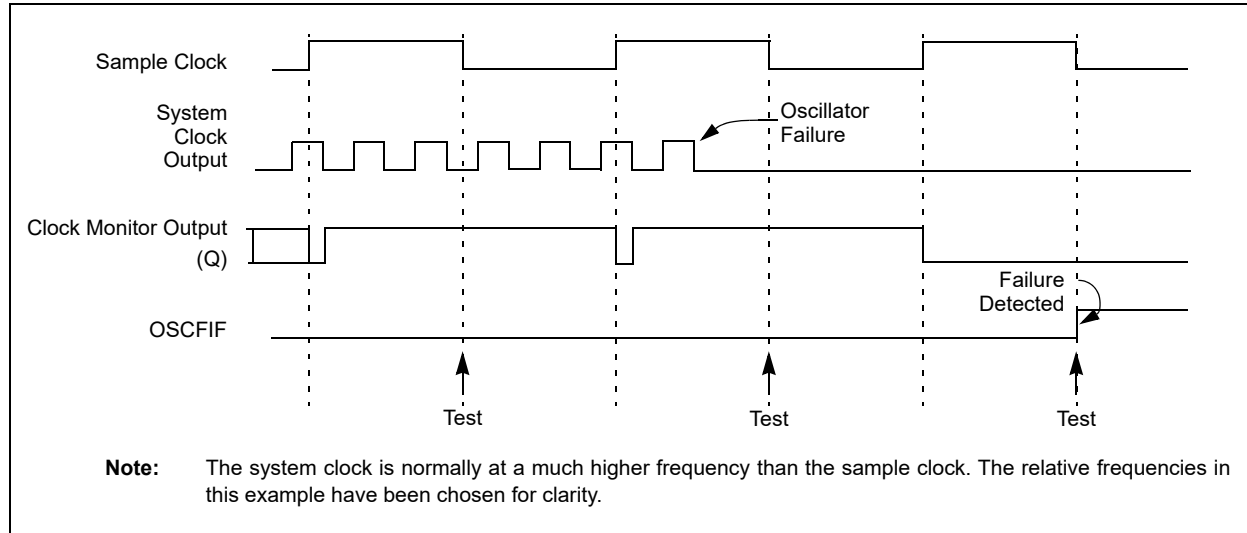 Sample Clock
System
Clock
Output
Oscillator
Failure
Clock Monitor Output
(Q)
Failure
Detected
OSCFIF
Test
Test
Test
Note: The system clock is normally at a much higher frequency than the sample clock. The relative frequencies in
this example have been chosen for clarity.